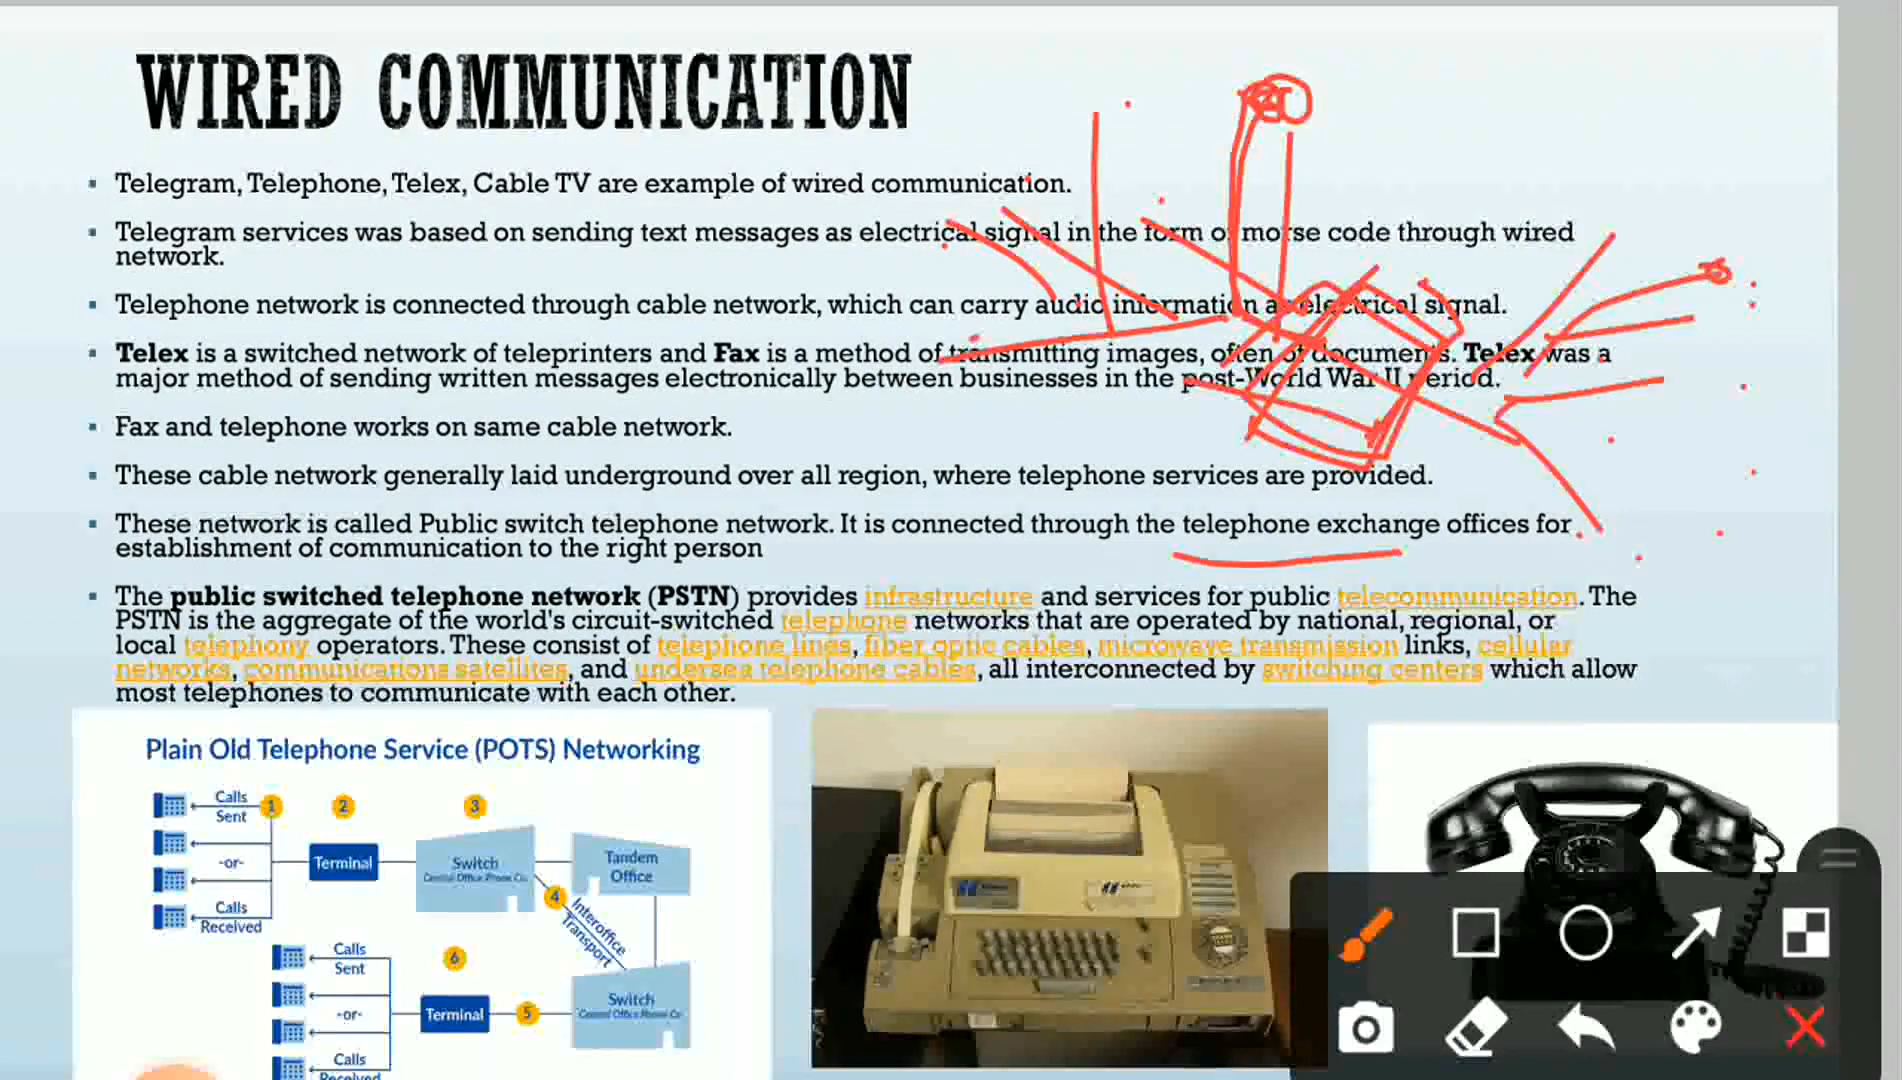 WIRED COMMUNICATION
Telegram, Telephone, Telex, Cable TV are example of wired communication.
Telegram services was based on sending text messages as electrical signal in the form of morse code through wired
network.
Telephone network is connected through cable network, which can carry audio information as electrical signal.
Telex is a switched network of teleprinters and Fax is a method of transmitting images, often of documents. Telex was a
major method of sending written messages electronically between businesses in the post-World War II period.
Fax and telephone works on same cable network.
These cable network generally laid underground over all region, where telephone services are provided.
These network is called Public switch telephone network. It is connected through the telephone exchange offices for
establishment of communication to the right person
The public switched telephone network (PSTN) provides infrastructure and services for public telecommunication. The
PSTN is the aggregate of the world's circuit-switched telephone networks that are operated by national, regional, or
local telephony operators. These consist of telephone lines, fiber optic cables, microwave transmission links, cellular
networks, communications satellites, and undersea telephone cables, all interconnected by switching centers which allow
most telephones to communicate with each other.
Plain Old Telephone Service (POTS) Networking
Calls
Sent
1
2
3
-or-
Terminal
Switch
Central Office Phone Co.
Tandem
Office
Calls
Received
4
Interoffice
Transport
Calls
Sent
6
-or-
Terminal
5
Switch
Central Office Phone Co
Calls
Received